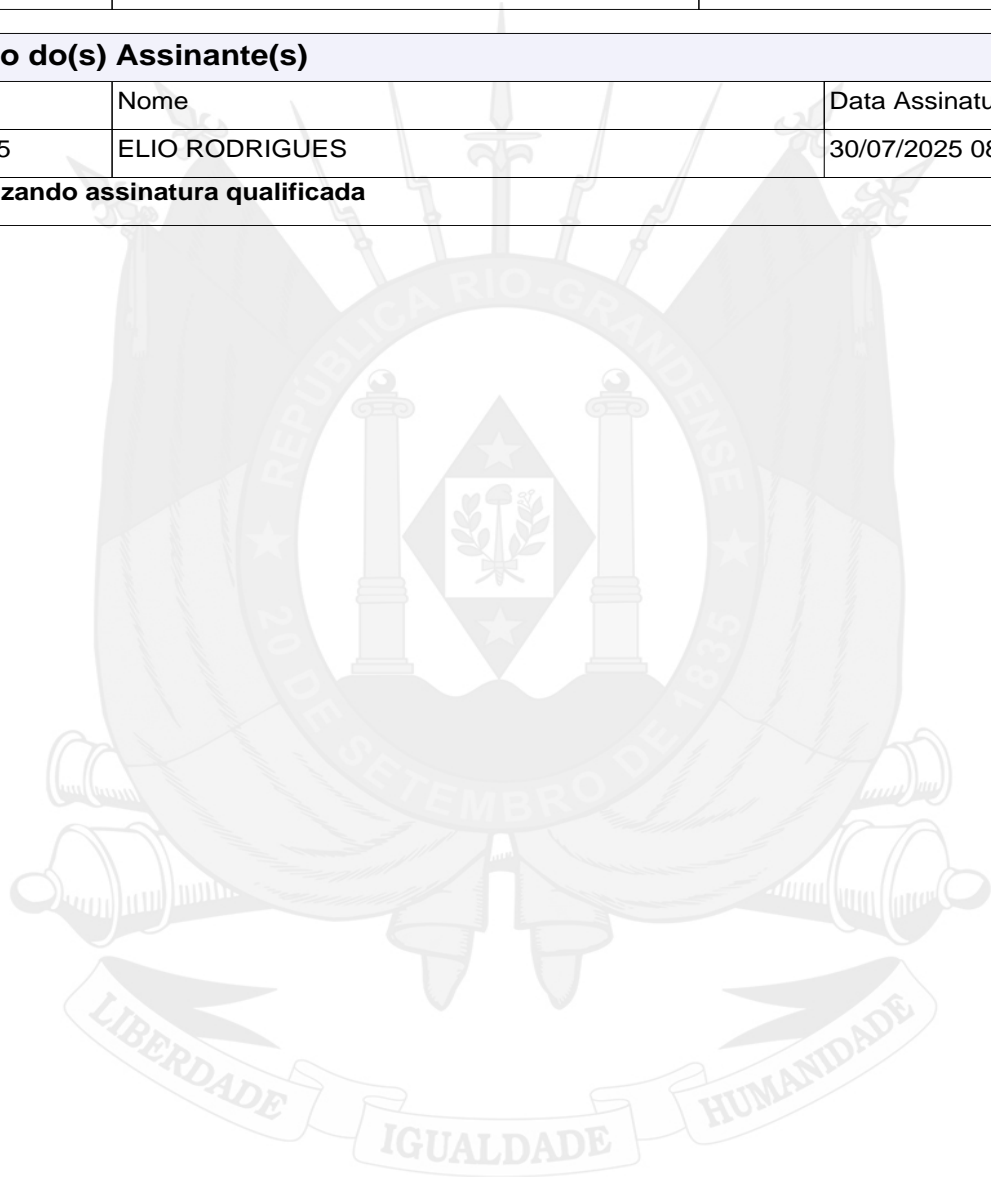 o do(s) Assinante(s)
Nome Data Assinatu
5 ELIO RODRIGUES 30/07/2025 08
zando assinatura qualificada
REPÚBLICA RIO-GRANDENSE
20 DE SETEMBRO DE 1835
LIBERDADE IGUALDADE HUMANIDADE